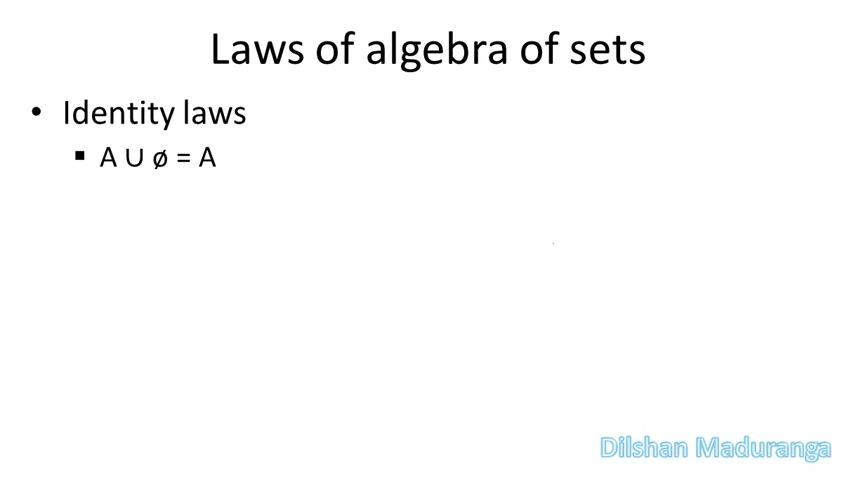 Laws of algebra of sets
• Identity laws
▪ A ∪ ø = A
Dilshan Maduranga